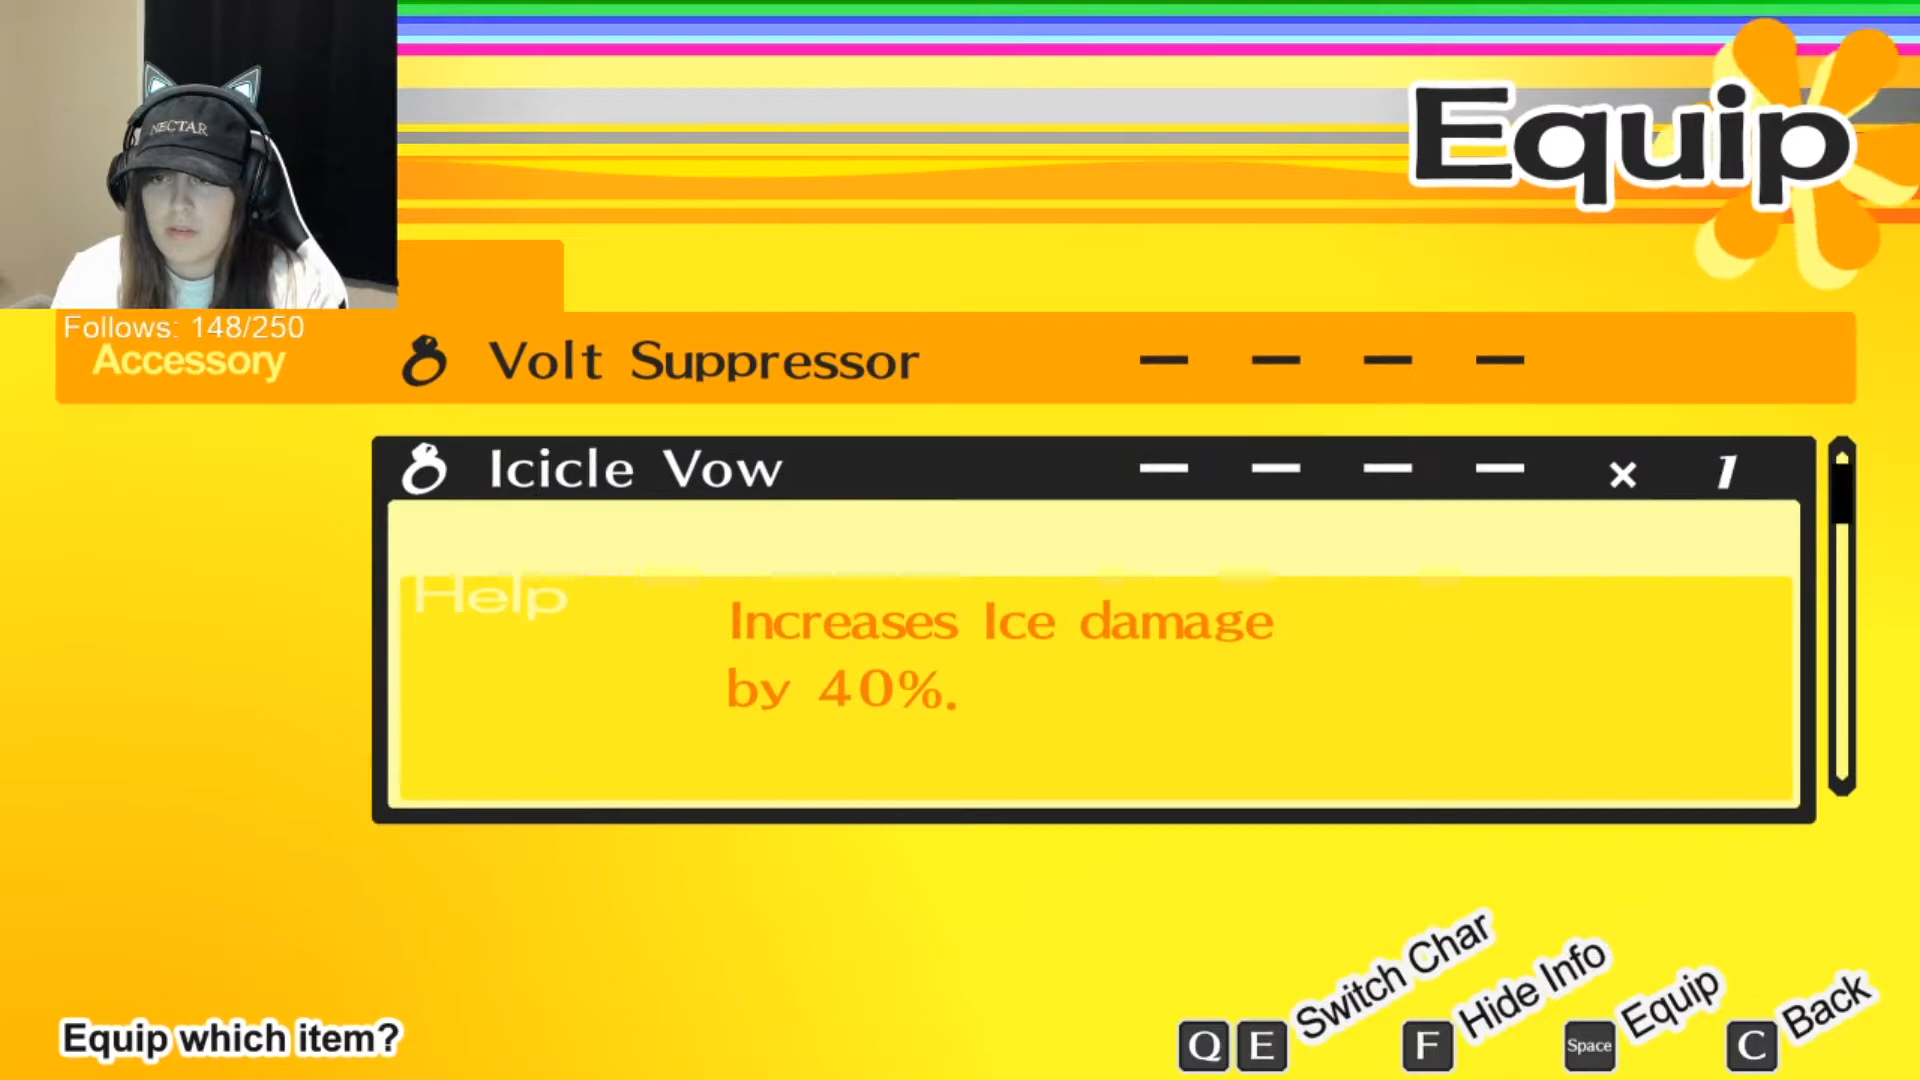 NECTAR
Equip
Follows: 148/250
Accessory
Volt Suppressor — — — —
Icicle Vow — — — — × 1
Help
Increases Ice damage
by 40%.
Equip which item?
Q E Switch Char F Hide Info Space Equip C Back